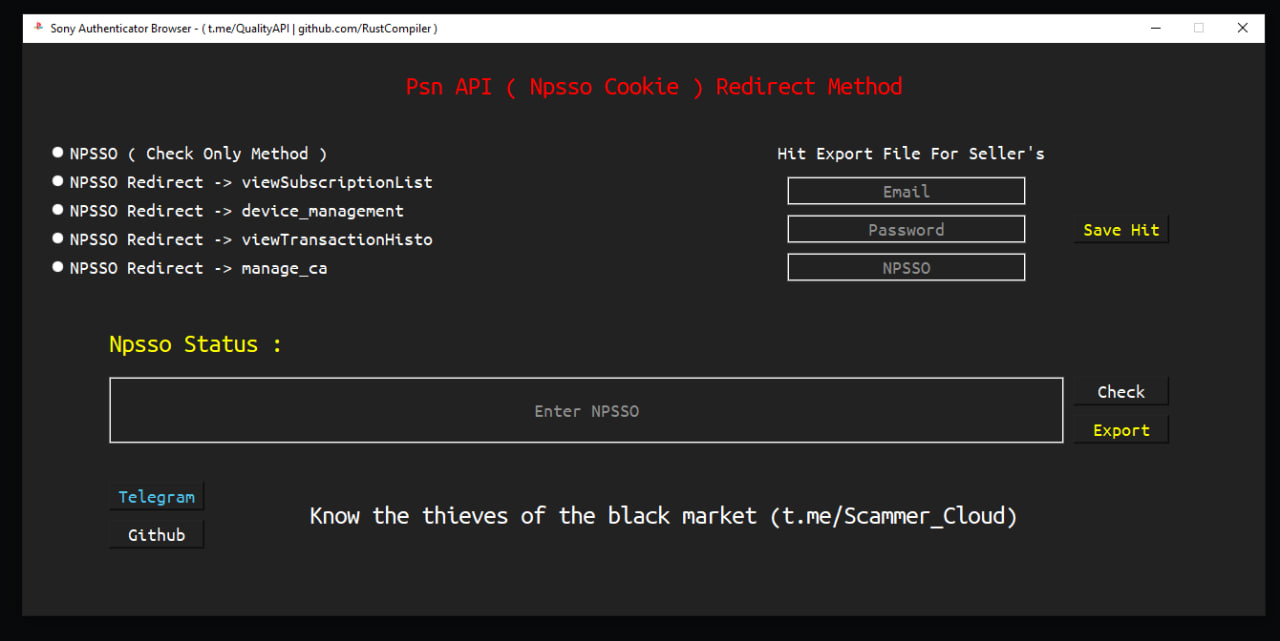 Sony Authenticator Browser - ( t.me/QualityAPI | github.com/RustCompiler )
Psn API ( Npsso Cookie ) Redirect Method
NPSSO ( Check Only Method )
NPSSO Redirect -> viewSubscriptionList
NPSSO Redirect -> device_management
NPSSO Redirect -> viewTransactionHisto
NPSSO Redirect -> manage_ca
Hit Export File For Seller's
Email
Password
NPSSO
Save Hit
Npsso Status :
Enter NPSSO
Check
Export
Telegram
Github
Know the thieves of the black market (t.me/Scammer_Cloud)